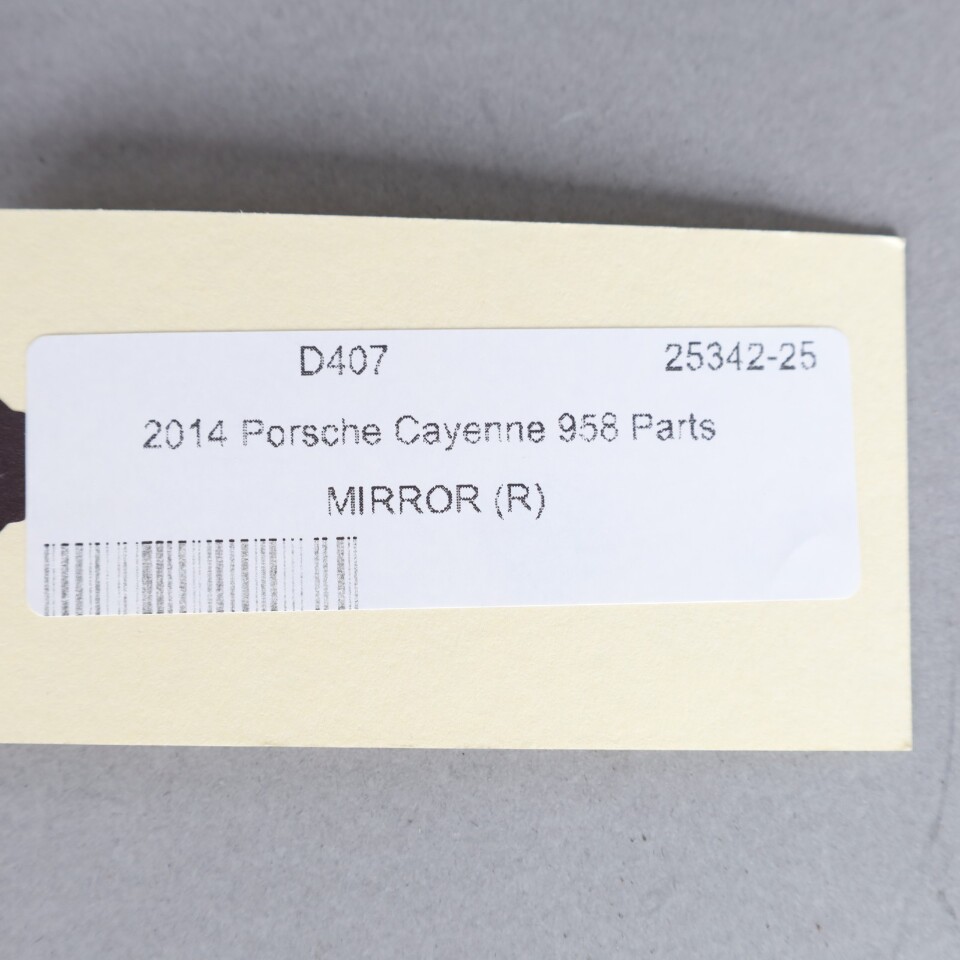 D407 25342-25
2014 Porsche Cayenne 958 Parts
MIRROR (R)